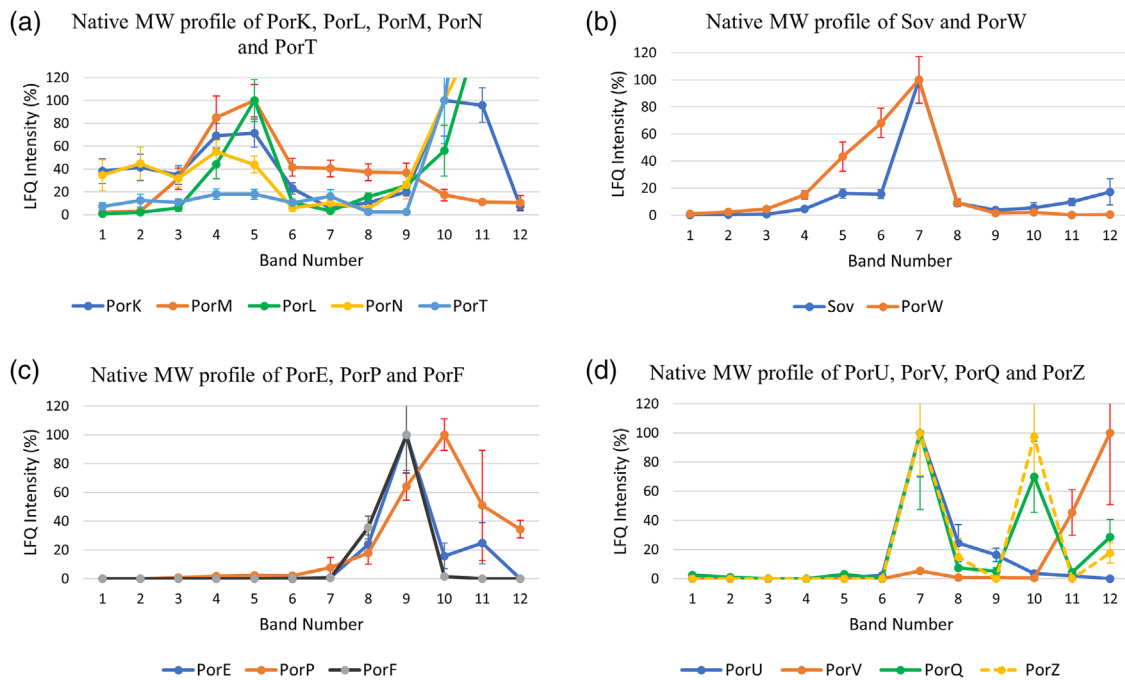 (a)
Native MW profile of PorK, PorL, PorM, PorN
and PorT
120
100
80
60
40
20
0
LFQ Intensity (%)
1 2 3 4 5 6 7 8 9 10 11 12
Band Number
PorK PorM PorL PorN PorT
(b)
Native MW profile of Sov and PorW
120
100
80
60
40
20
0
LFQ Intensity (%)
1 2 3 4 5 6 7 8 9 10 11 12
Band Number
Sov PorW
(c)
Native MW profile of PorE, PorP and PorF
120
100
80
60
40
20
0
LFQ Intensity (%)
1 2 3 4 5 6 7 8 9 10 11 12
Band Number
PorE PorP PorF
(d)
Native MW profile of PorU, PorV, PorQ and PorZ
120
100
80
60
40
20
0
LFQ Intensity (%)
1 2 3 4 5 6 7 8 9 10 11 12
Band Number
PorU PorV PorQ PorZ